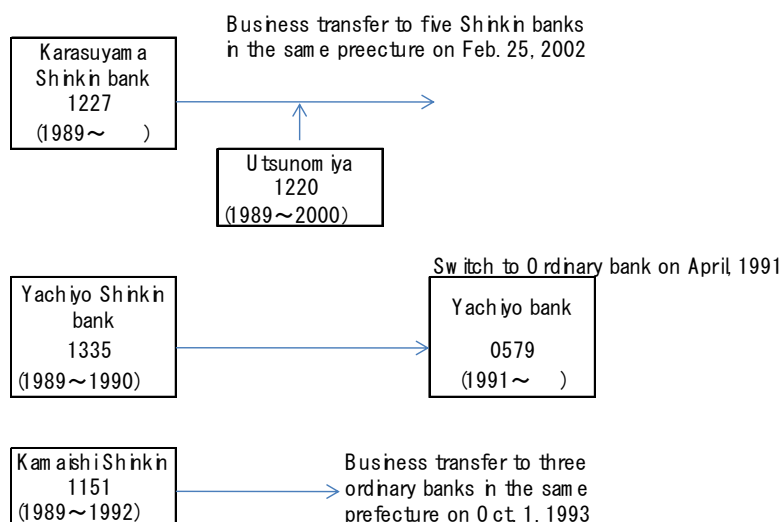 Business transfer to five Shinkin banks
in the same preecture on Feb. 25, 2002
Karasuyama
Shinkin bank
1227
(1989～　　)
Utsunomiya
1220
(1989～2000)
Switch to Ordinary bank on April, 1991
Yachiyo Shinkin
bank
1335
(1989～1990)
Yachiyo bank
0579
(1991～　　)
Kamaishi Shinkin
1151
(1989～1992)
Business transfer to three
ordinary banks in the same
prefecture on Oct. 1, 1993